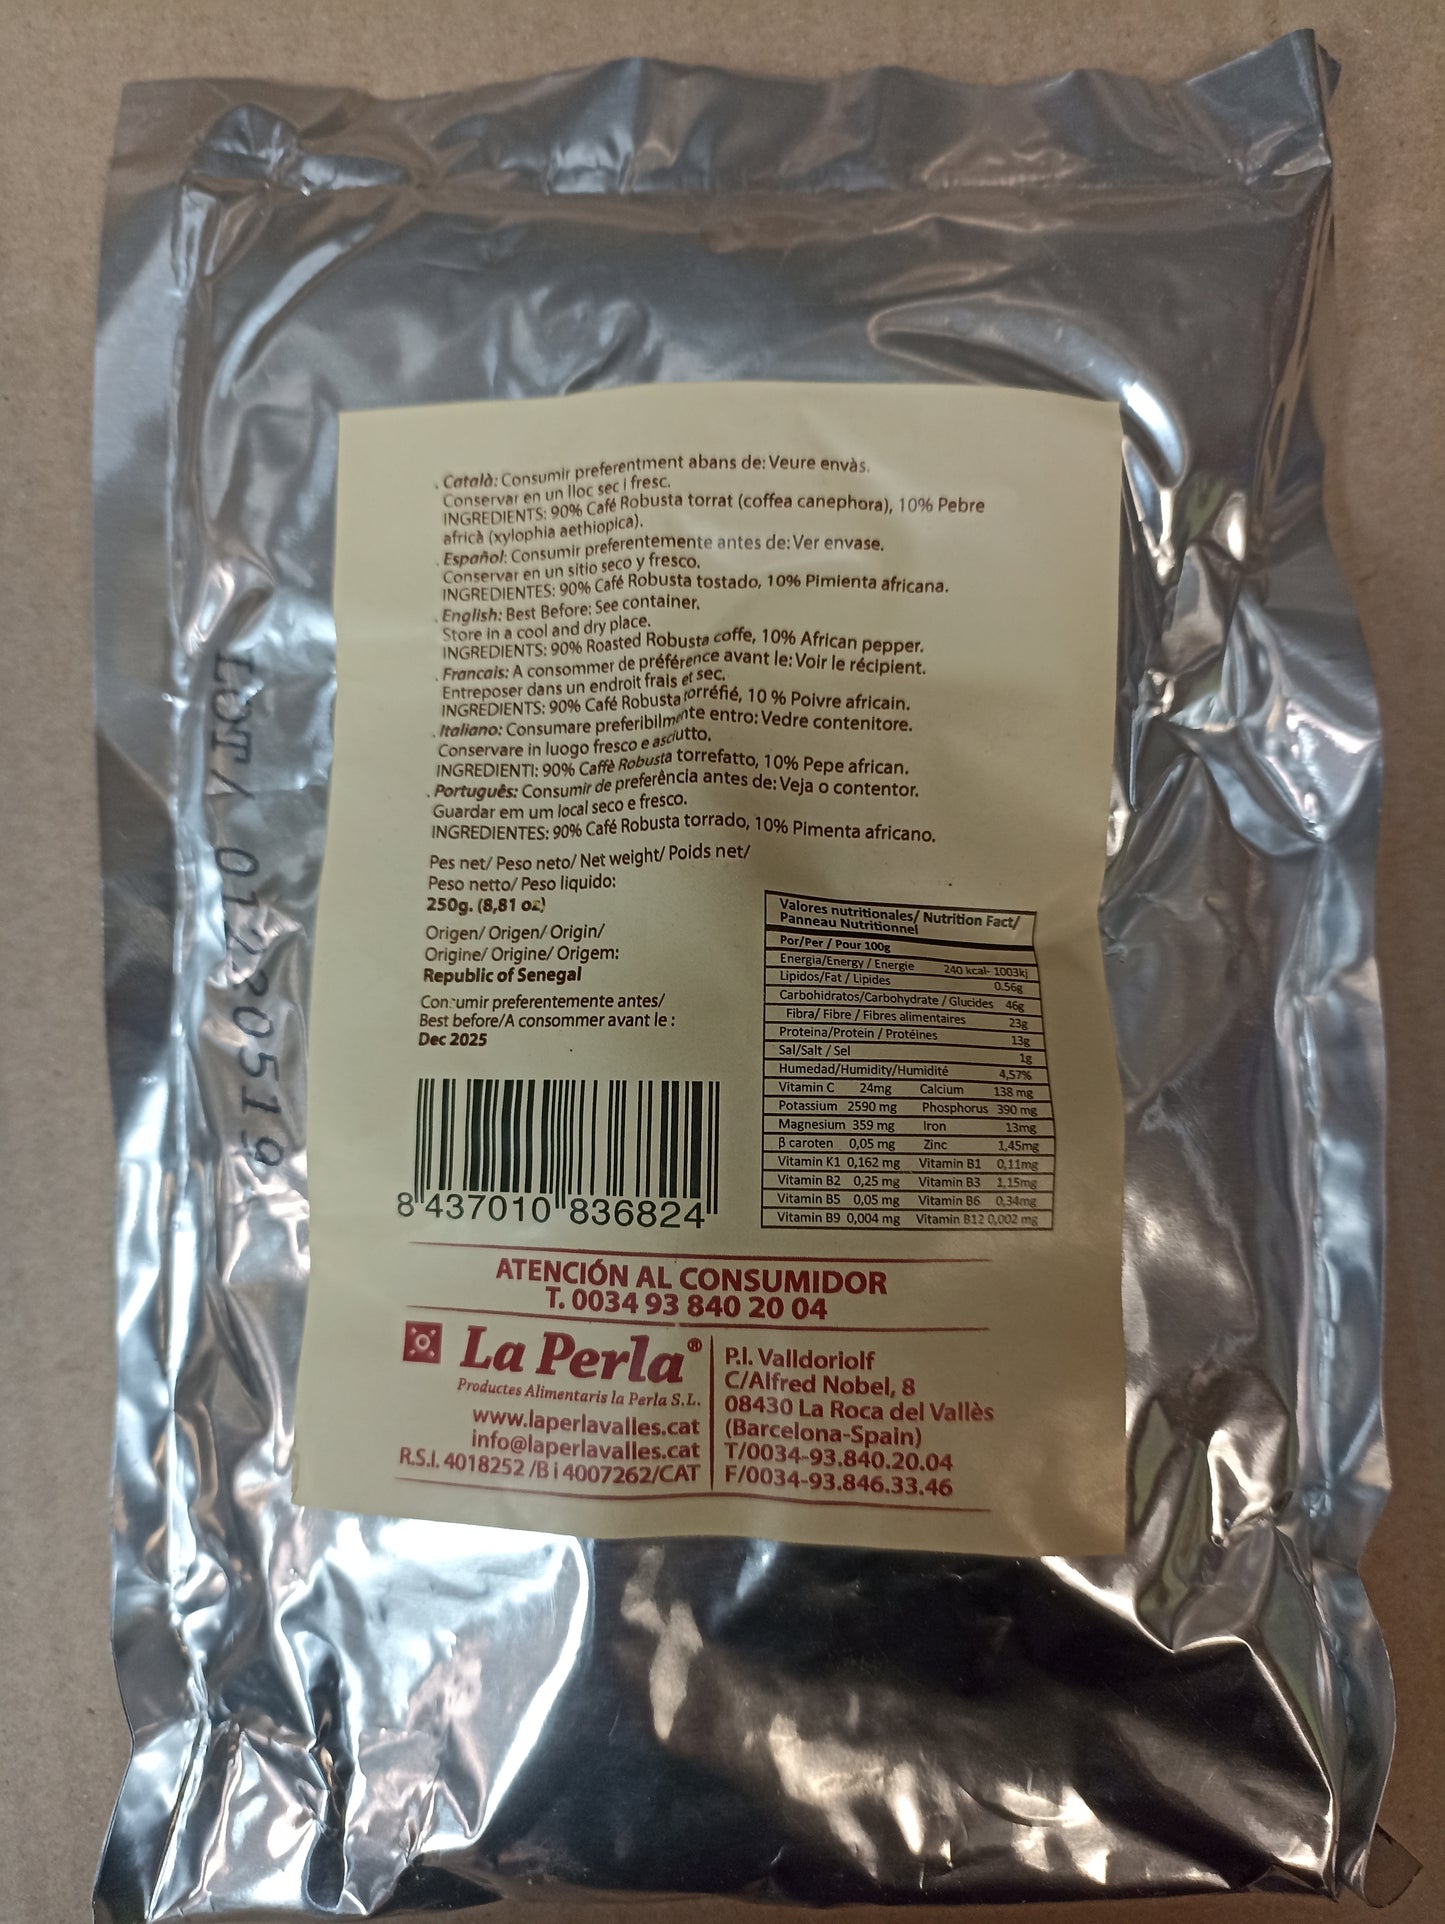 . Català: Consumir preferentment abans de: Veure envàs.
Conservar en un lloc sec i fresc.
INGREDIENTS: 90% Café Robusta torrat (coffea canephora), 10% Pebre
africà (xylophia aethiopica).
. Español: Consumir preferentemente antes de: Ver envase.
Conservar en un sitio seco y fresco.
INGREDIENTES: 90% Café Robusta tostado, 10% Pimienta africana.
. English: Best Before: See container.
Store in a cool and dry place.
INGREDIENTS: 90% Roasted Robusta coffe, 10% African pepper.
. Francais: A consommer de préférence avant le: Voir le récipient.
Entreposer dans un endroit frais et sec.
INGRÉDIENTS: 90% Café Robusta torréfié, 10 % Poivre africain.
. Italiano: Consumare preferibilmente entro: Vedre contenitore.
Conservare in luogo fresco e asciutto.
INGREDIENTI: 90% Caffè Robusta torrefatto, 10% Pepe african.
. Português: Consumir de preferência antes de: Veja o contentor.
Guardar em um local seco e fresco.
INGREDIENTES: 90% Café Robusta torrado, 10% Pimenta africano.
Pes net/ Peso neto/ Net weight/ Poids net/
Peso netto/ Peso liquido:
250g. (8,81 oz)
Origen/ Origen/ Origin/
Origine/ Origine/ Origem:
Republic of Senegal
Consumir preferentemente antes/
Best before/A consommer avant le :
Dec 2025
8 437010 836824
Valores nutritionales/ Nutrition Fact/
Panneau Nutritionnel
Por/Per / Pour 100g
Energia/Energy / Energie 240 kcal- 1003kj
Lipidos/Fat / Lipides 0.56g
Carbohidratos/Carbohydrate / Glucides 46g
Fibra/ Fibre / Fibres alimentaires 23g
Proteina/Protein / Protéines 13g
Sal/Salt / Sel 1g
Humedad/Humidity/Humidité 4,57%
Vitamin C 24mg Calcium 138 mg
Potassium 2590 mg Phosphorus 390 mg
Magnesium 359 mg Iron 13mg
β caroten 0,05 mg Zinc 1,45mg
Vitamin K1 0,162 mg Vitamin B1 0,11mg
Vitamin B2 0,25 mg Vitamin B3 1,15mg
Vitamin B5 0,05 mg Vitamin B6 0,34mg
Vitamin B9 0,004 mg Vitamin B12 0,002 mg
ATENCIÓN AL CONSUMIDOR
T. 0034 93 840 20 04
La Perla®
Productes Alimentaris la Perla S.L.
www.laperlavalles.cat
info@laperlavalles.cat
R.S.I. 4018252 /B i 4007262/CAT
P.I. Valldoriolf
C/Alfred Nobel, 8
08430 La Roca del Vallès
(Barcelona-Spain)
T/0034-93.840.20.04
F/0034-93.846.33.46